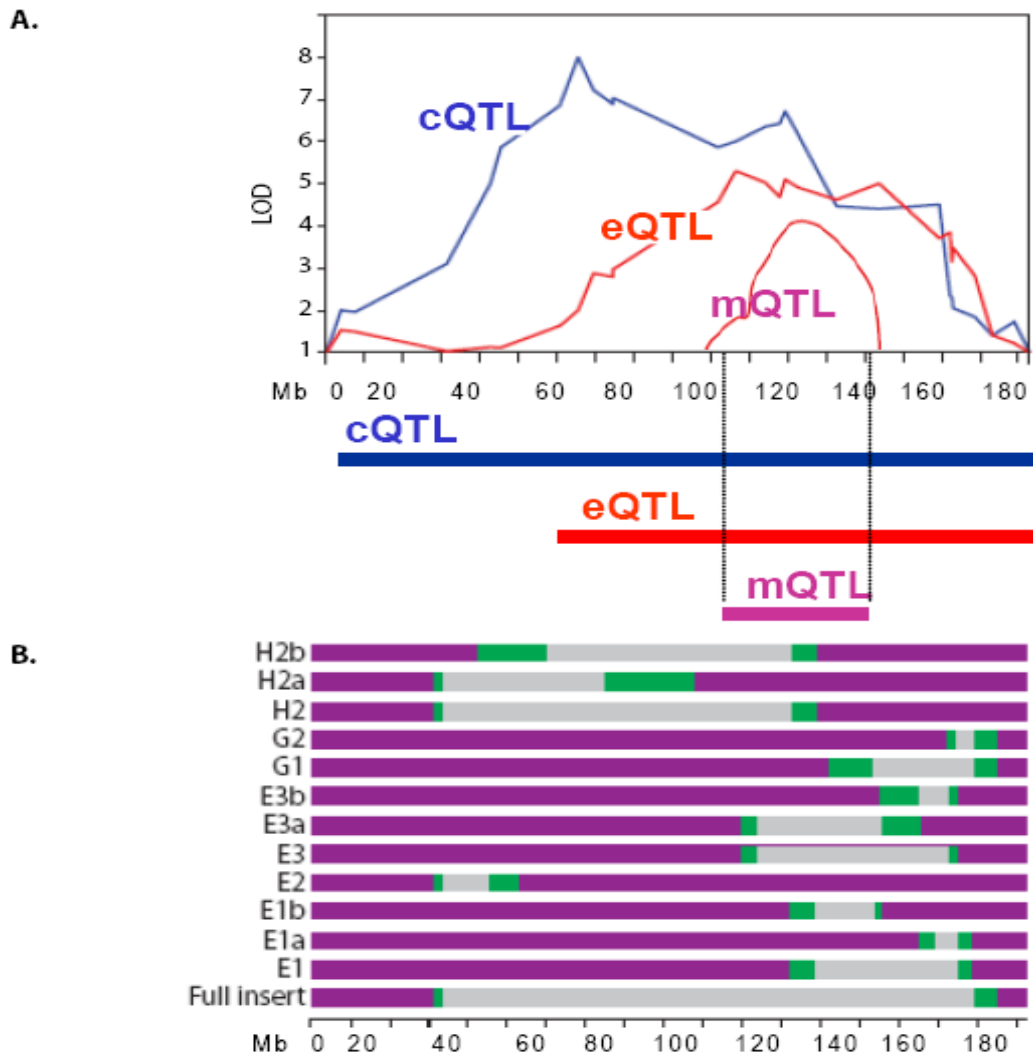 A.
8
7
6
5
4
3
2
1
LOD
cQTL
eQTL
mQTL
Mb 0 20 40 60 80 100 120 140 160 180
cQTL
eQTL
mQTL
B.
H2b
H2a
H2
G2
G1
E3b
E3a
E3
E2
E1b
E1a
E1
Full insert
Mb 0 20 40 60 80 100 120 140 160 180